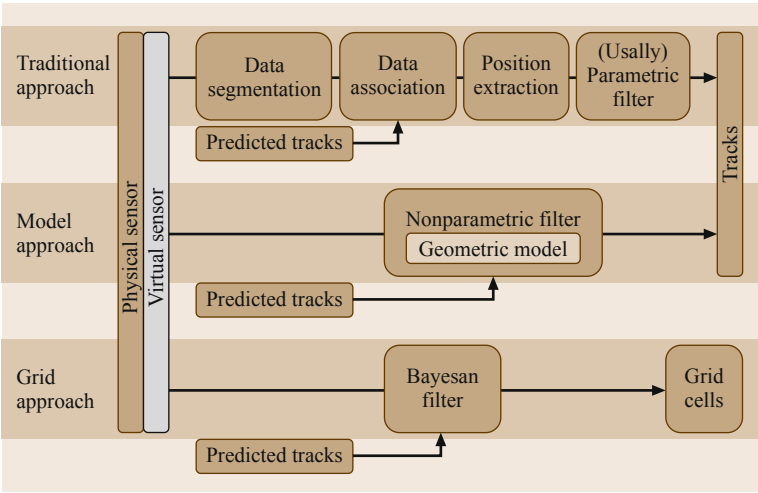 Traditional
approach
Physical sensor
Virtual sensor
Data
segmentation
Data
association
Position
extraction
(Usally)
Parametric
filter
Tracks
Predicted tracks
Model
approach
Nonparametric filter
Geometric model
Predicted tracks
Grid
approach
Bayesan
filter
Grid
cells
Predicted tracks